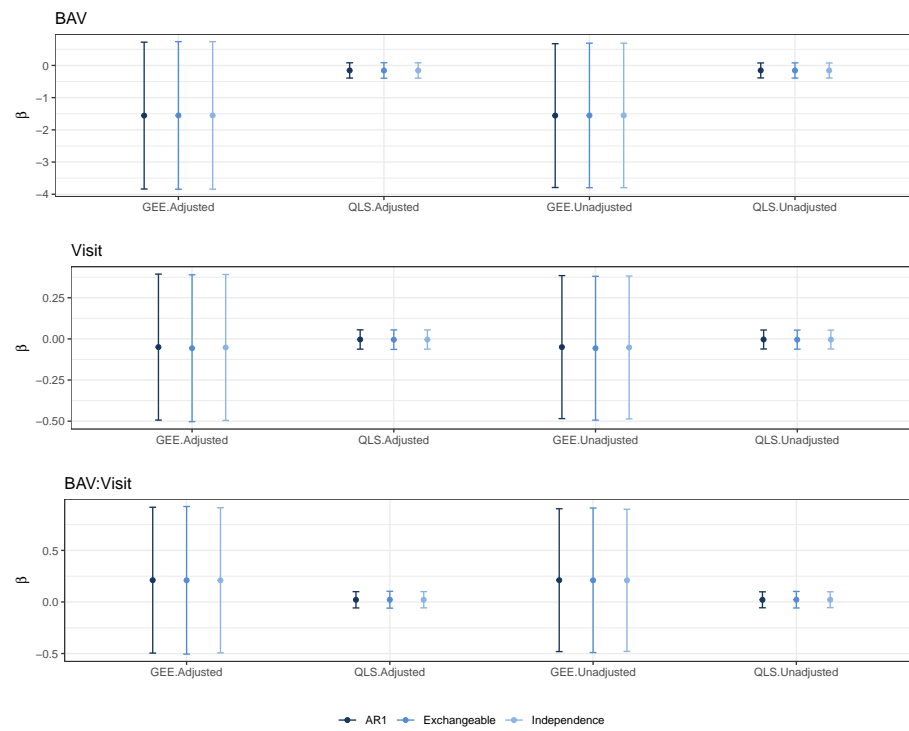 BAV
0
−1
−2
−3
−4
β
GEE.Adjusted QLS.Adjusted GEE.Unadjusted QLS.Unadjusted
Visit
0.25
0.00
−0.25
−0.50
β
GEE.Adjusted QLS.Adjusted GEE.Unadjusted QLS.Unadjusted
BAV:Visit
0.5
0.0
−0.5
β
GEE.Adjusted QLS.Adjusted GEE.Unadjusted QLS.Unadjusted
AR1 Exchangeable Independence